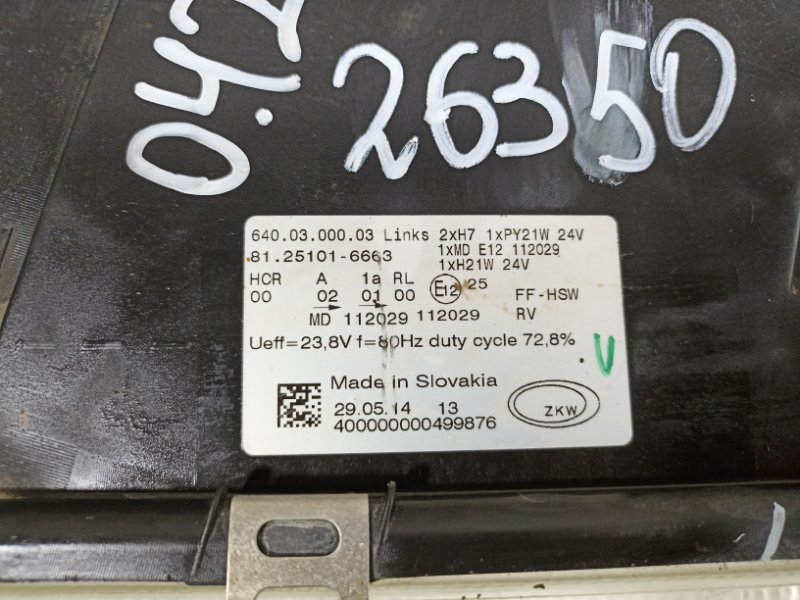 0.42
26350
640.03.000.03 Links 2xH7 1xPY21W 24V
81.25101-6663 1xMD E12 112029
1xH21W 24V
HCR A 1a RL E12 25
00 02 01 00 FF-HSW
MD 112029 112029 RV
Ueff=23,8V f=80Hz duty cycle 72,8%
V
Made in Slovakia
29.05.14 13
400000000499876
ZKW